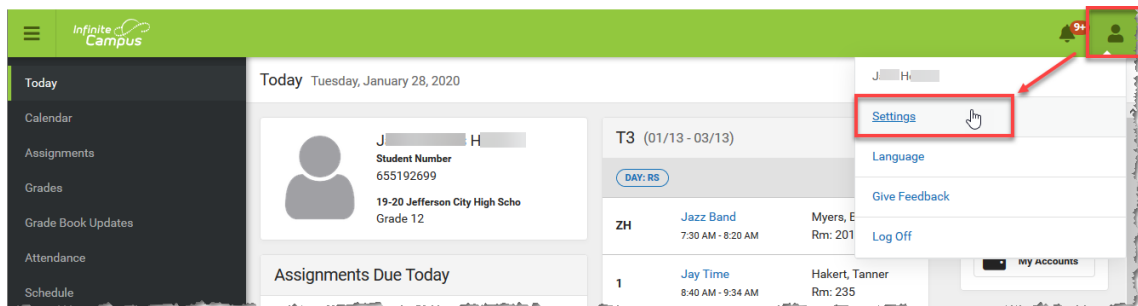 Infinite
Campus
9+
Today
Calendar
Assignments
Grades
Grade Book Updates
Attendance
Schedule
Today Tuesday, January 28, 2020
J H
Student Number
655192699
19-20 Jefferson City High Scho
Grade 12
Assignments Due Today
T3 (01/13 - 03/13)
DAY: RS
ZH Jazz Band Myers, E
7:30 AM - 8:20 AM Rm: 201
1 Jay Time Hakert, Tanner
8:40 AM - 9:34 AM Rm: 235
J H
Settings
Language
Give Feedback
Log Off
My Accounts